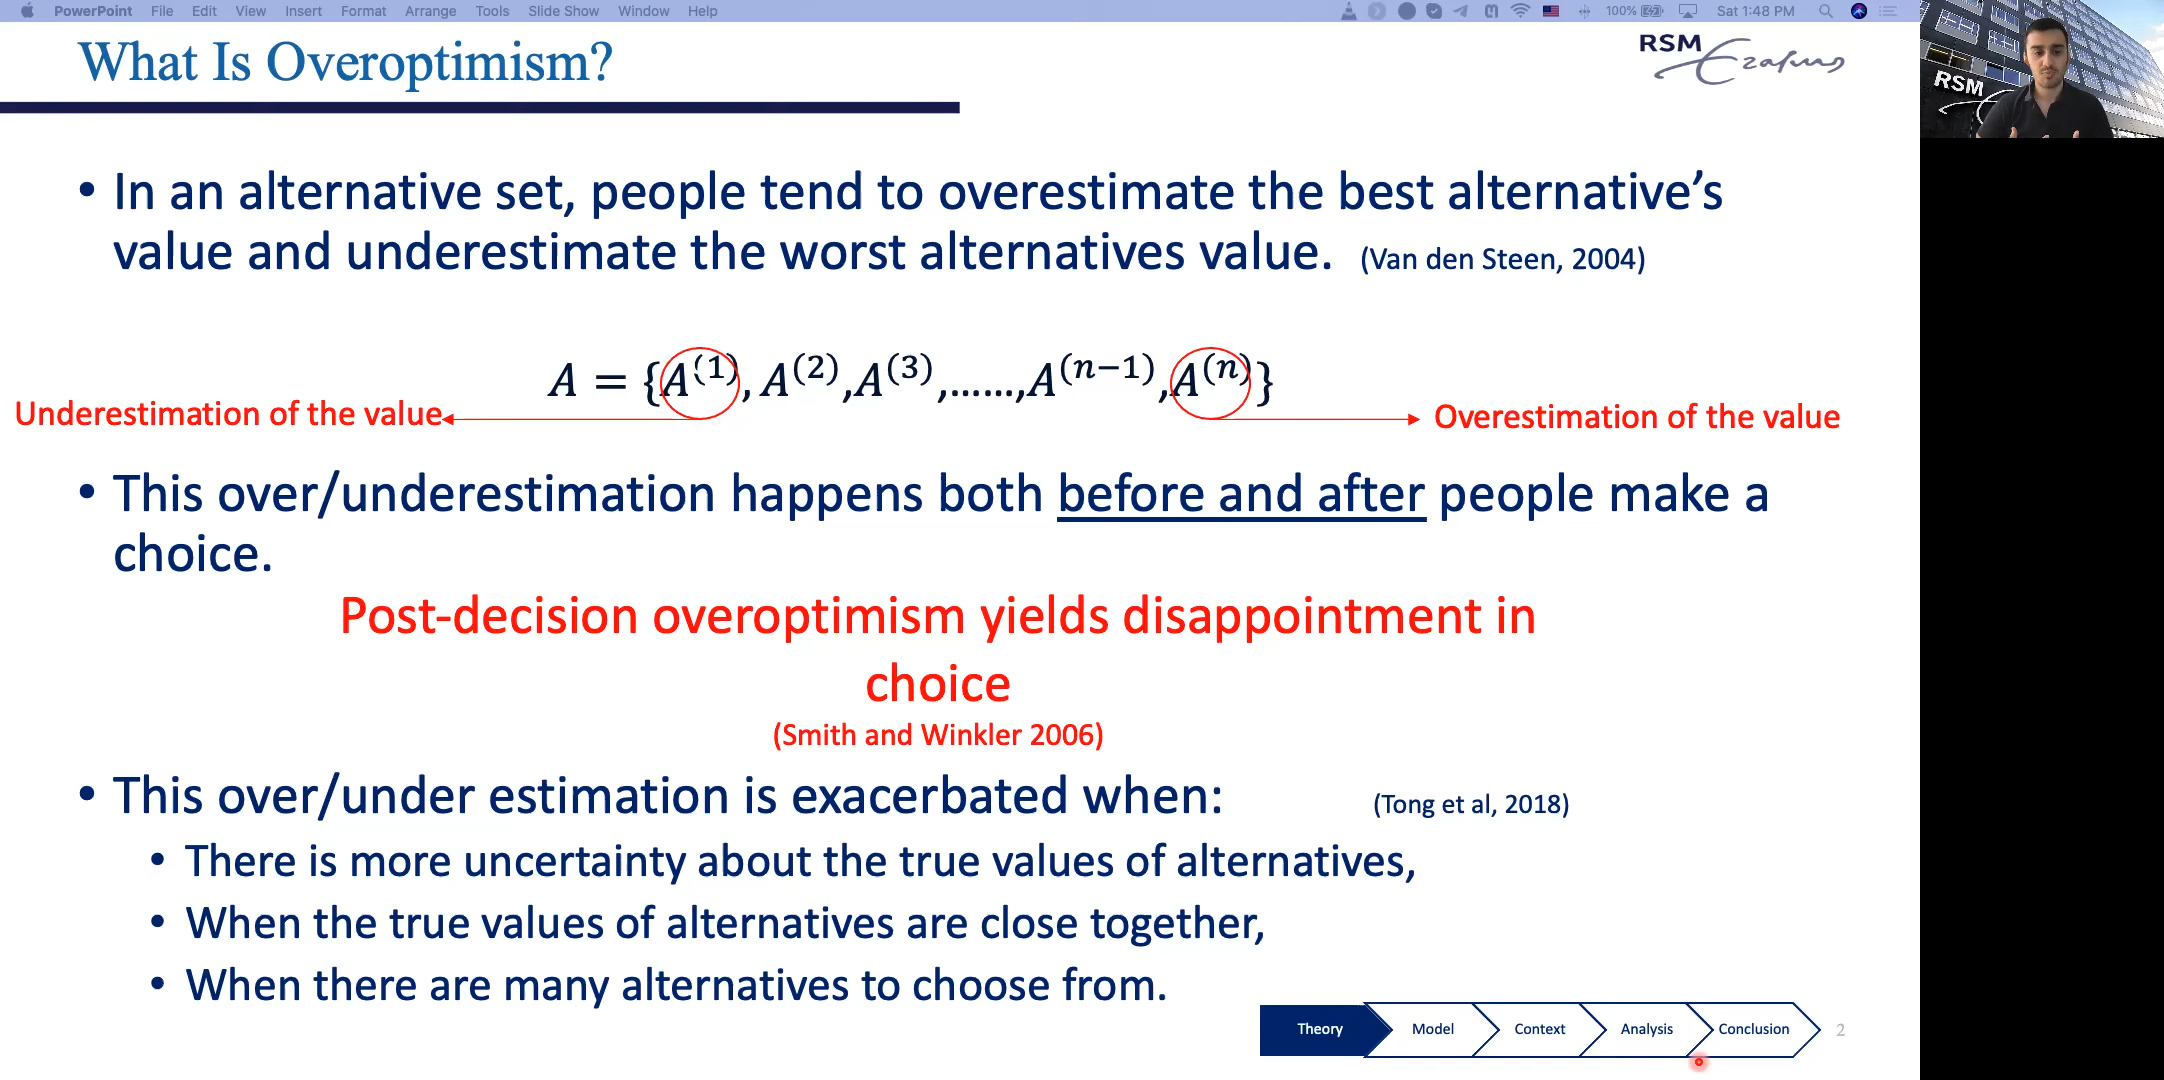 PowerPoint File Edit View Insert Format Arrange Tools Slide Show Window Help 100% Sat 1:48 PM
What Is Overoptimism?
RSM Erasmus
RSM
• In an alternative set, people tend to overestimate the best alternative’s
value and underestimate the worst alternatives value. (Van den Steen, 2004)
A = {A⁽¹⁾, A⁽²⁾,A⁽³⁾,……,A⁽ⁿ⁻¹⁾,A⁽ⁿ⁾}
Underestimation of the value
Overestimation of the value
• This over/underestimation happens both before and after people make a
choice.
Post-decision overoptimism yields disappointment in
choice
(Smith and Winkler 2006)
• This over/under estimation is exacerbated when: (Tong et al, 2018)
• There is more uncertainty about the true values of alternatives,
• When the true values of alternatives are close together,
• When there are many alternatives to choose from.
Theory Model Context Analysis Conclusion 2